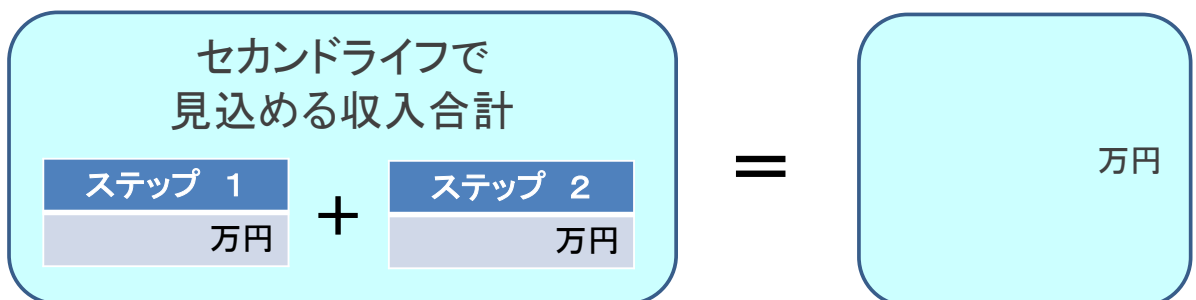 セカンドライフで
見込める収入合計
ステップ　１
万円
＋
ステップ　２
万円
＝
万円